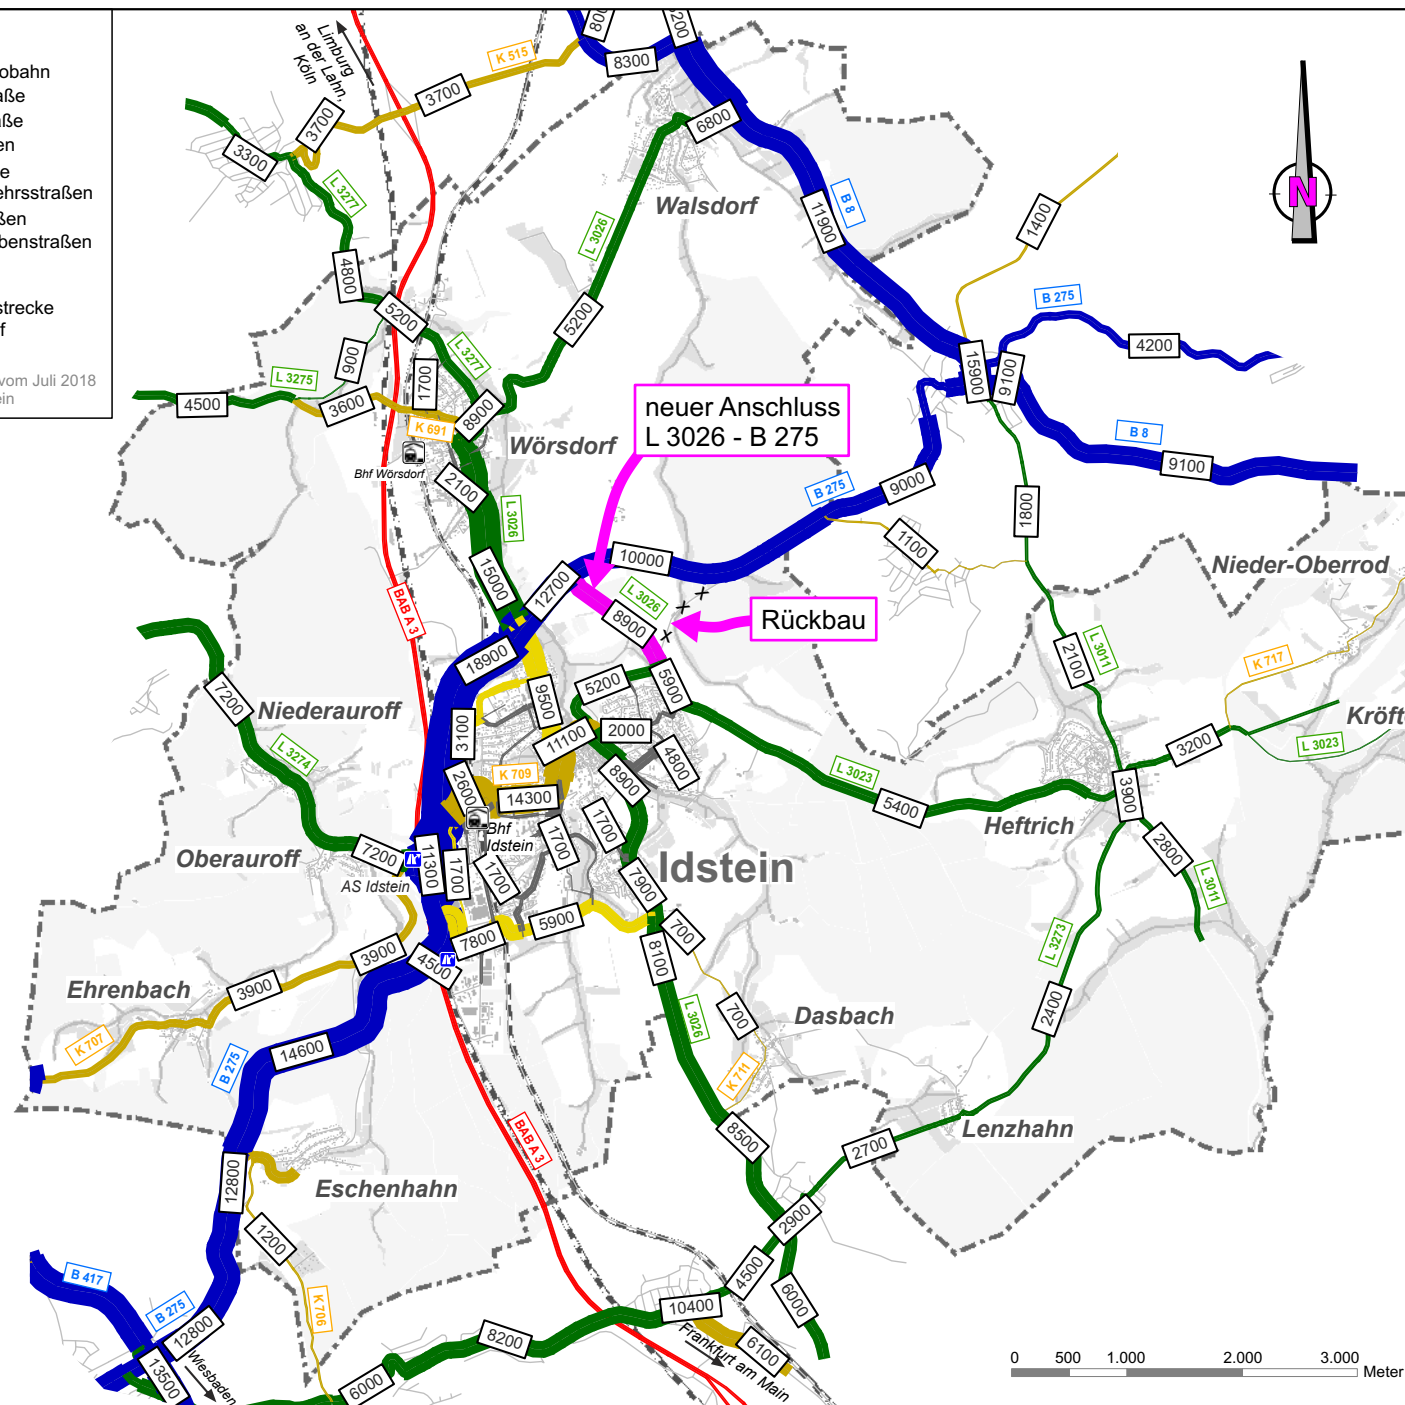 obahn
aße
aße
en
e
ehrsstraßen
ßen
benstraßen
strecke
f
vom Juli 2018
ein
Limburg
an der Lahn,
Köln
K 515
800
8300
3700
3700
3300
6800
L 3277
Walsdorf
B 8
11900
1400
L 3026
4800
5200
5200
B 275
4200
L 3277
900
1700
15900
9100
L 3275
4500
3600
8900
K 691
neuer Anschluss
L 3026 - B 275
B 8
9100
Wörsdorf
Bhf Wörsdorf
2100
L 3026
B 275
9000
1800
1100
10000
Nieder-Oberrod
15000
12700
BAB A 3
L 3026
8900
Rückbau
18900
2100
L 3011
K 717
5200
5900
7200
Niederauroff
9500
3100
2000
11100
4800
L 3274
2600
K 709
14300
8900
L 3023
5400
3200
L 3023
3900
Heftrich
Bhf
Idstein
1700
1700
Idstein
Oberauroff
7200
11300
1700
1700
AS Idstein
7900
2800
L 3011
5900
7800
700
3900
4500
8100
L 3273
Ehrenbach
3900
2400
700
Dasbach
L 3026
K 707
B 275
14600
K 711
8500
BAB A 3
Lenzhahn
2700
12800
Eschenhahn
1200
2900
4500
6000
B 417
B 275
K 706
12800
10400
8200
Frankfurt am Main
6100
Wiesbaden
13500
6000
N
0 500 1.000 2.000 3.000
Meter